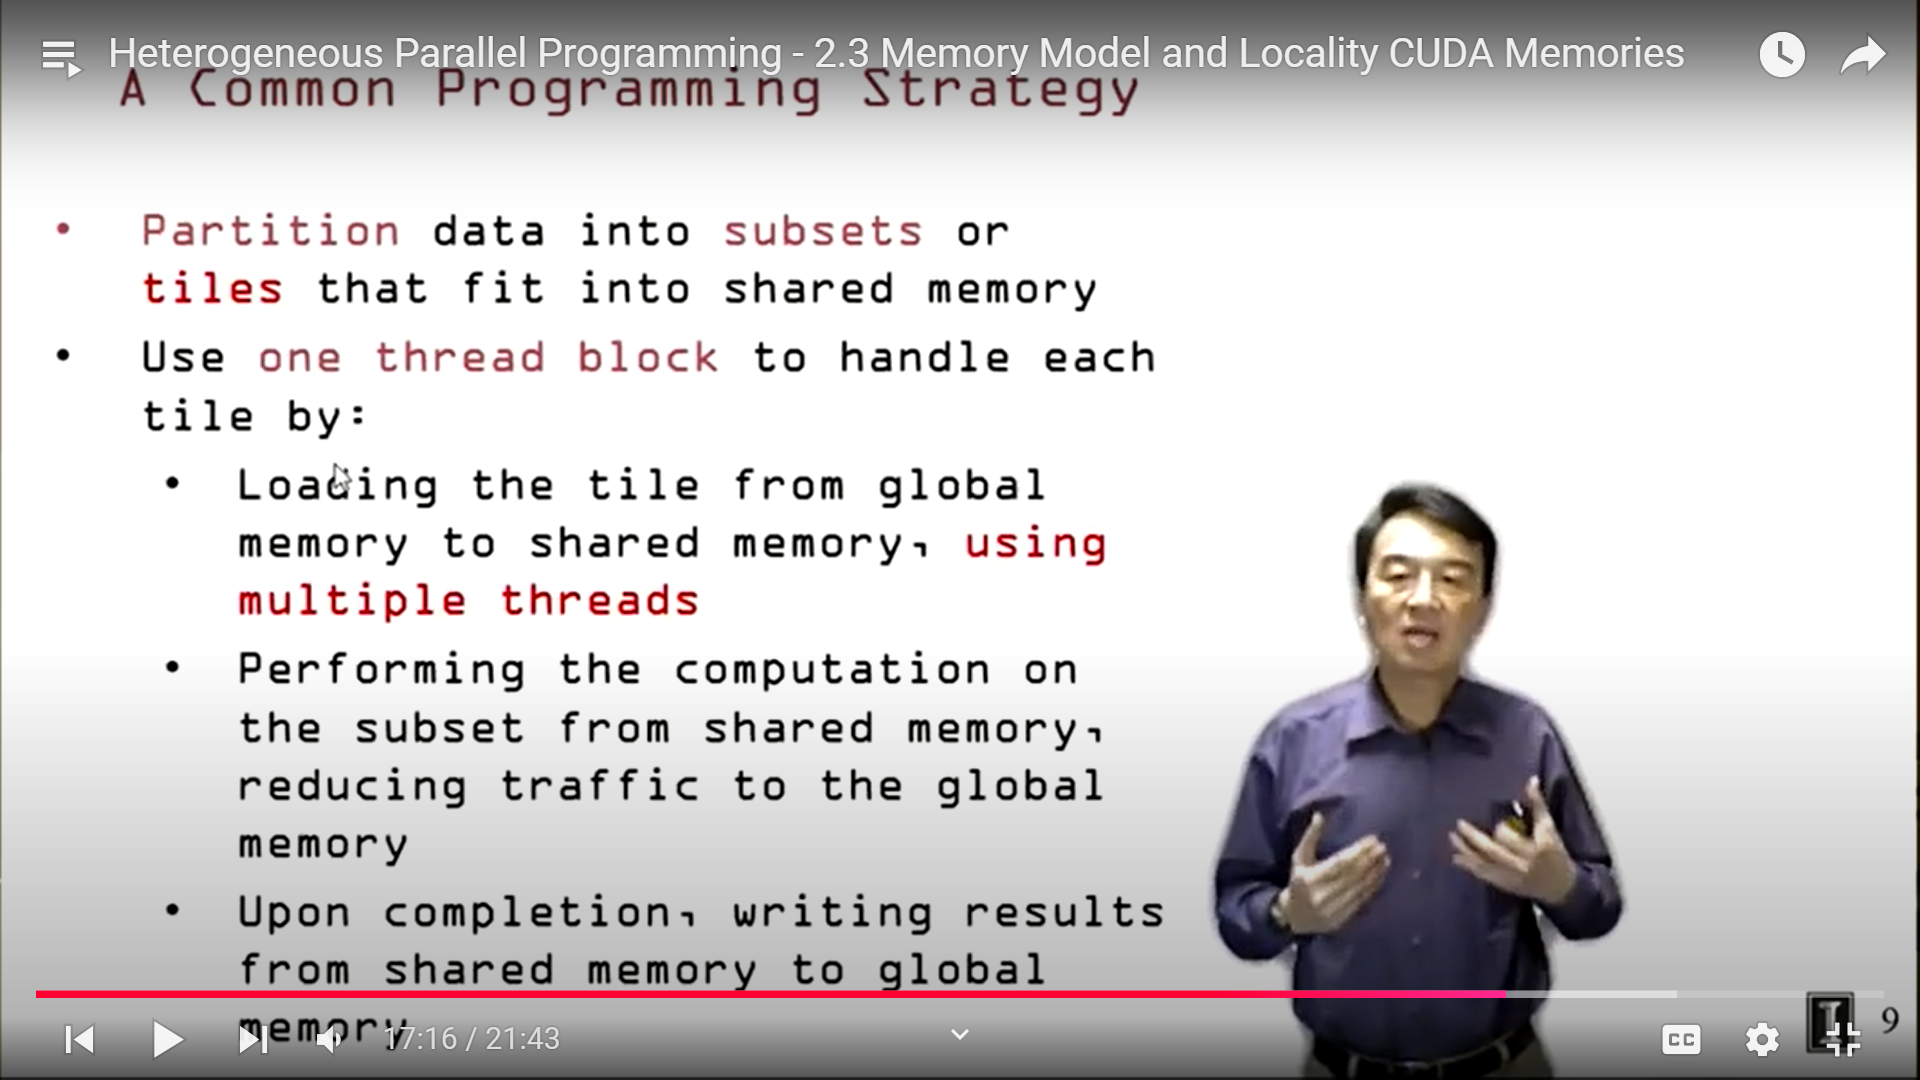 Heterogeneous Parallel Programming - 2.3 Memory Model and Locality CUDA Memories
A Common Programming Strategy
• Partition data into subsets or
tiles that fit into shared memory
• Use one thread block to handle each
tile by:
• Loading the tile from global
memory to shared memory, using
multiple threads
• Performing the computation on
the subset from shared memory,
reducing traffic to the global
memory
• Upon completion, writing results
from shared memory to global
memory
17:16 / 21:43
CC
I
9